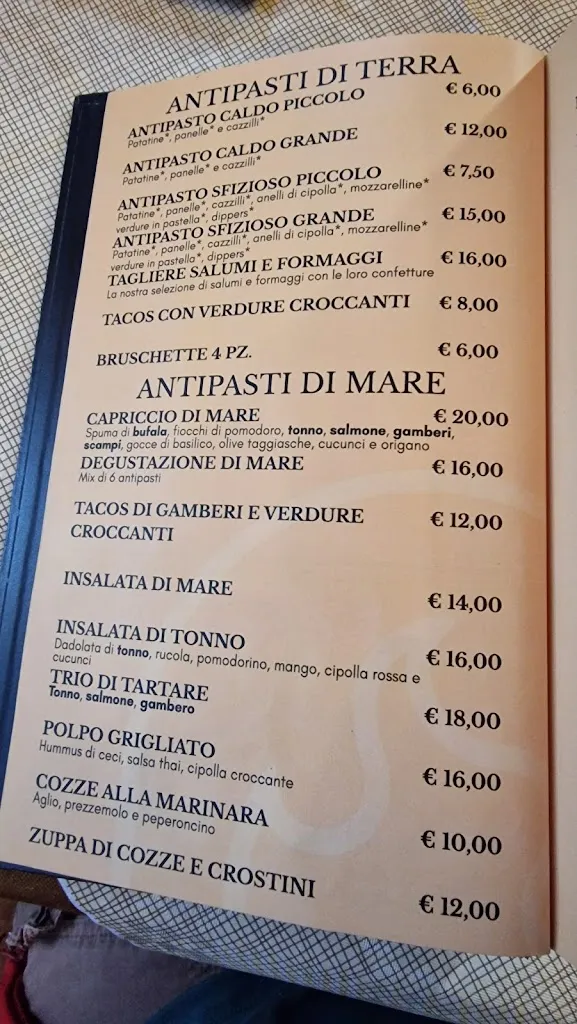 ANTIPASTI DI TERRA
ANTIPASTO CALDO PICCOLO € 6,00
Patatine*, panelle* e cazzilli*
ANTIPASTO CALDO GRANDE € 12,00
Patatine*, panelle* e cazzilli*
ANTIPASTO SFIZIOSO PICCOLO € 7,50
Patatine*, panelle*, cazzilli*, anelli di cipolla*, mozzarelline*
verdure in pastella*, dippers*
ANTIPASTO SFIZIOSO GRANDE € 15,00
Patatine*, panelle*, cazzilli*, anelli di cipolla*, mozzarelline*
verdure in pastella*, dippers*
TAGLIERE SALUMI E FORMAGGI € 16,00
La nostra selezione di salumi e formaggi con le loro confetture
TACOS CON VERDURE CROCCANTI € 8,00
BRUSCHETTE 4 PZ. € 6,00
ANTIPASTI DI MARE
CAPRICCIO DI MARE € 20,00
Spuma di bufala, fiocchi di pomodoro, tonno, salmone, gamberi,
scampi, gocce di basilico, olive taggiasche, cucunci e origano
DEGUSTAZIONE DI MARE € 16,00
Mix di 6 antipasti
TACOS DI GAMBERI E VERDURE € 12,00
CROCCANTI
INSALATA DI MARE € 14,00
INSALATA DI TONNO € 16,00
Dadolata di tonno, rucola, pomodorino, mango, cipolla rossa e
cucunci
TRIO DI TARTARE € 18,00
Tonno, salmone, gambero
POLPO GRIGLIATO € 16,00
Hummus di ceci, salsa thai, cipolla croccante
COZZE ALLA MARINARA € 10,00
Aglio, prezzemolo e peperoncino
ZUPPA DI COZZE E CROSTINI € 12,00